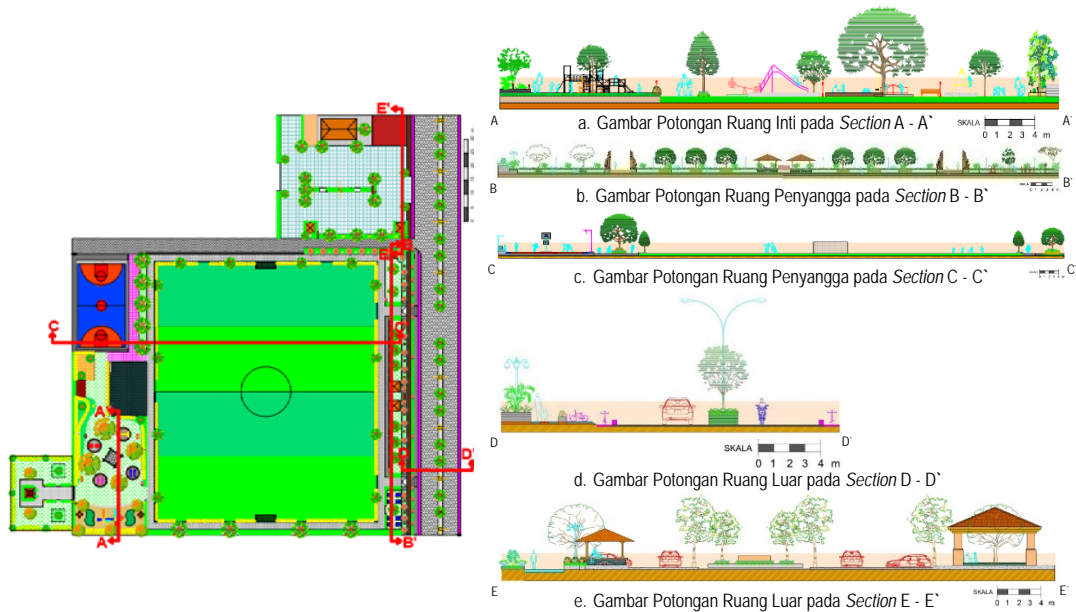 E'
B
E
C
C'
A
D
D'
A'
B'
A
A`
a. Gambar Potongan Ruang Inti pada Section A - A`
SKALA
0 1 2 3 4 m
B
B`
b. Gambar Potongan Ruang Penyangga pada Section B - B`
C
C`
c. Gambar Potongan Ruang Penyangga pada Section C - C`
D
D`
SKALA
0 1 2 3 4 m
d. Gambar Potongan Ruang Luar pada Section D - D`
E
E`
SKALA
0 1 2 3 4 m
e. Gambar Potongan Ruang Luar pada Section E - E`